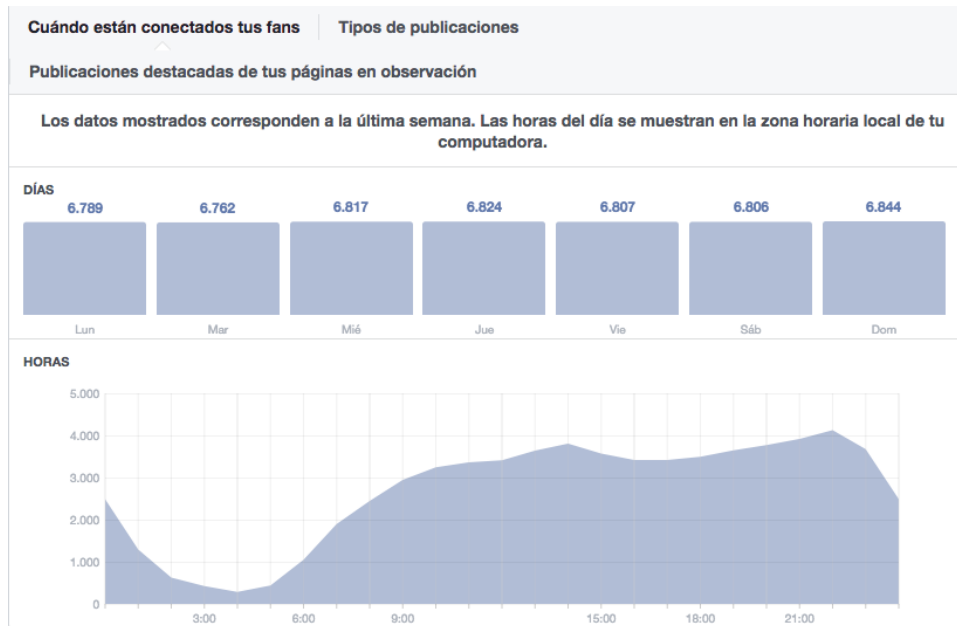 Cuándo están conectados tus fans Tipos de publicaciones
Publicaciones destacadas de tus páginas en observación
Los datos mostrados corresponden a la última semana. Las horas del día se muestran en la zona horaria local de tu
computadora.
DÍAS
6.789 6.762 6.817 6.824 6.807 6.806 6.844
Lun Mar Mié Jue Vie Sáb Dom
HORAS
5.000
4.000
3.000
2.000
1.000
0
3:00 6:00 9:00 15:00 18:00 21:00